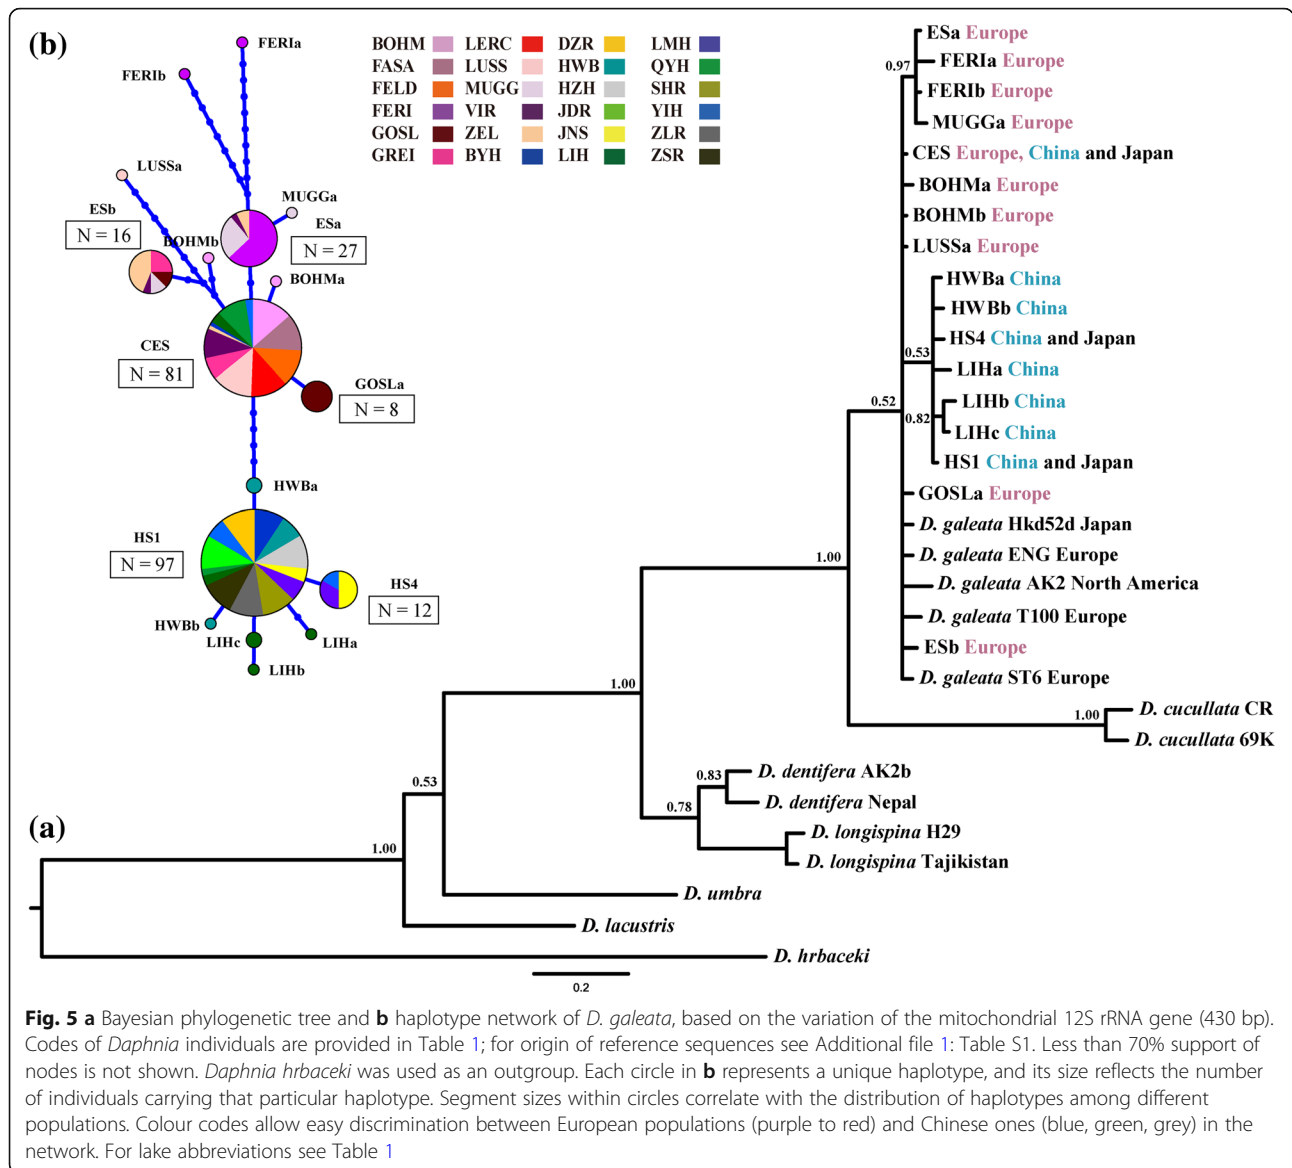 (b)
FERIa
FERIb
LUSSa
MUGGa
ESb
N = 16
ESa
N = 27
BOHMb
BOHMa
CES
N = 81
GOSLa
N = 8
HWBa
HS1
N = 97
HS4
N = 12
HWBb
LIHc
LIHa
LIHb
BOHM LERC DZR LMH
FASA LUSS HWB QYH
FELD MUGG HZH SHR
FERI VIR JDR YIH
GOSL ZEL JNS ZLR
GREI BYH LIH ZSR
ESa Europe
0.97
FERIa Europe
FERIb Europe
MUGGa Europe
CES Europe, China and Japan
BOHMa Europe
BOHMb Europe
LUSSa Europe
HWBa China
HWBb China
HS4 China and Japan
0.53
LIHa China
0.52
LIHb China
0.82
LIHc China
HS1 China and Japan
GOSLa Europe
D. galeata Hkd52d Japan
D. galeata ENG Europe
1.00
D. galeata AK2 North America
D. galeata T100 Europe
ESb Europe
D. galeata ST6 Europe
1.00
D. cucullata CR
1.00
D. cucullata 69K
D. dentifera AK2b
0.83
D. dentifera Nepal
0.78
0.53
D. longispina H29
D. longispina Tajikistan
(a)
1.00
D. umbra
D. lacustris
D. hrbaceki
0.2
Fig. 5 a Bayesian phylogenetic tree and b haplotype network of D. galeata, based on the variation of the mitochondrial 12S rRNA gene (430 bp).
Codes of Daphnia individuals are provided in Table 1; for origin of reference sequences see Additional file 1: Table S1. Less than 70% support of
nodes is not shown. Daphnia hrbaceki was used as an outgroup. Each circle in b represents a unique haplotype, and its size reflects the number
of individuals carrying that particular haplotype. Segment sizes within circles correlate with the distribution of haplotypes among different
populations. Colour codes allow easy discrimination between European populations (purple to red) and Chinese ones (blue, green, grey) in the
network. For lake abbreviations see Table 1